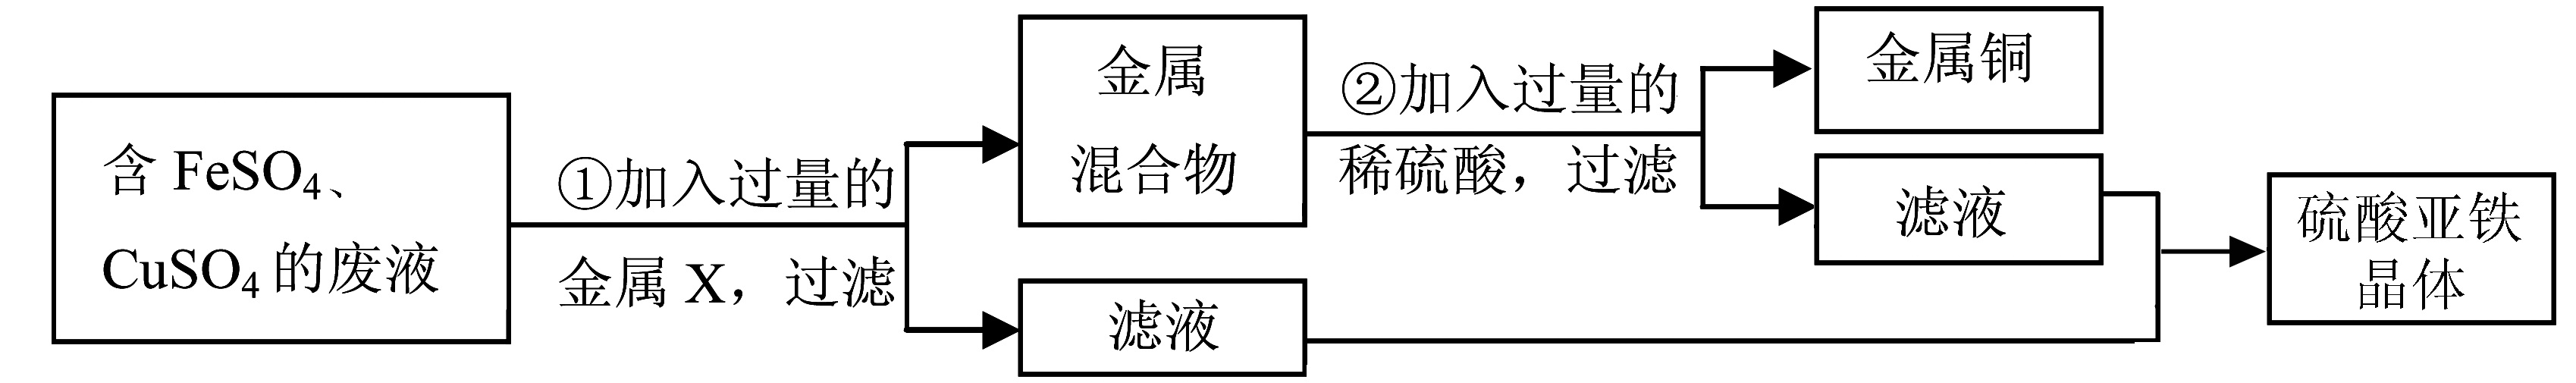 含 FeSO₄、
CuSO₄ 的废液
①加入过量的
金属 X，过滤
金属
混合物
滤液
②加入过量的
稀硫酸，过滤
金属铜
滤液
硫酸亚铁
晶体